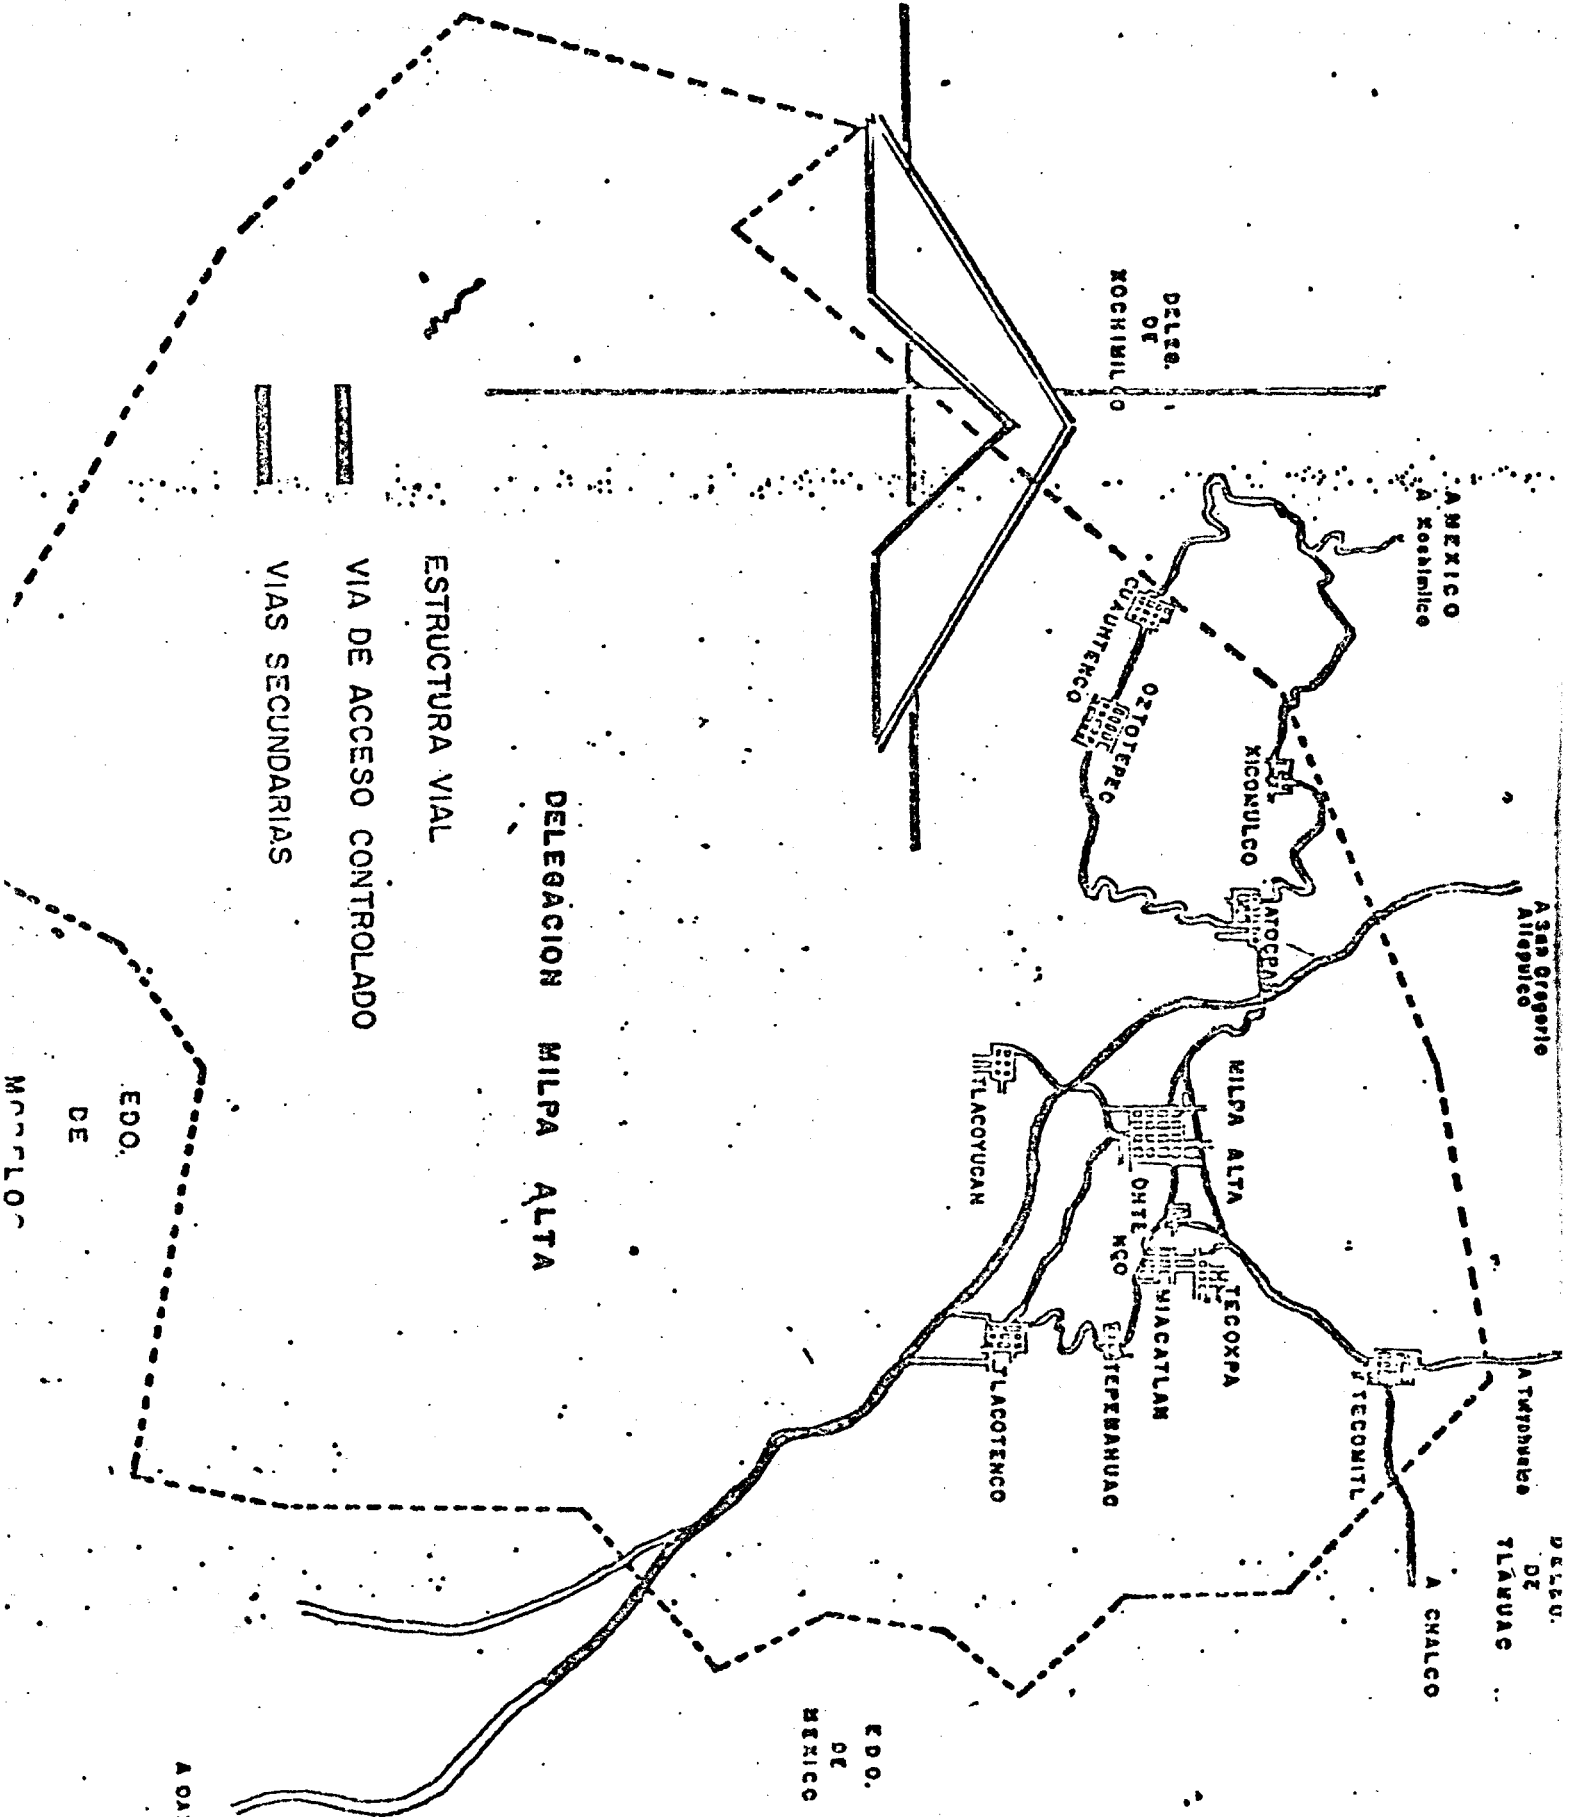 A MEXICO
A Xochimilco
DELEG.
DE
XOCHIMILCO
A San Gregorio
Atlapulco
DELEG.
DE
TLAHUAC
A CHALCO
CUAUHTENCO
OZTOTEPEC
XICOMULCO
ATOCPAN
MILPA ALTA
TLACOYUCAN
OHTENCO
MIACATLAN
TECOXPA
TEPENAHUAC
TLACOTENCO
TECOMITL
EDO.
DE
MEXICO
DELEGACION MILPA ALTA
ESTRUCTURA VIAL
VIA DE ACCESO CONTROLADO
VIAS SECUNDARIAS
EDO.
DE